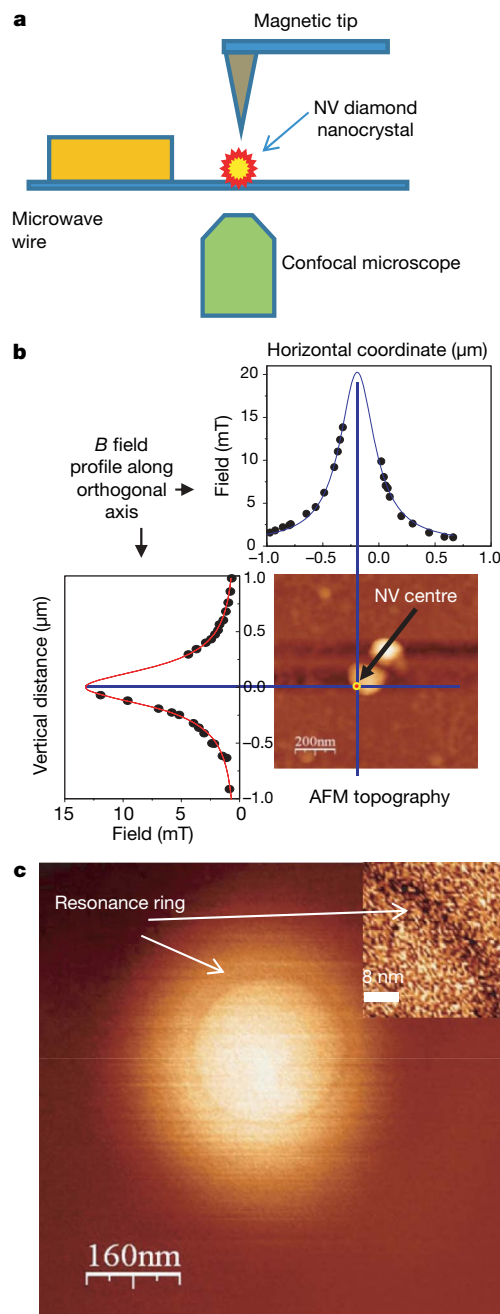 a
Magnetic tip
NV diamond
nanocrystal
Microwave
wire
Confocal microscope
b
Horizontal coordinate (µm)
20
15
10
5
0
Field (mT)
-1.0 -0.5 0.0 0.5 1.0
B field
profile along
orthogonal
axis
1.0
0.5
0.0
−0.5
−1.0
Vertical distance (µm)
15 10 5 0
Field (mT)
NV centre
200nm
AFM topography
c
Resonance ring
8 nm
160nm